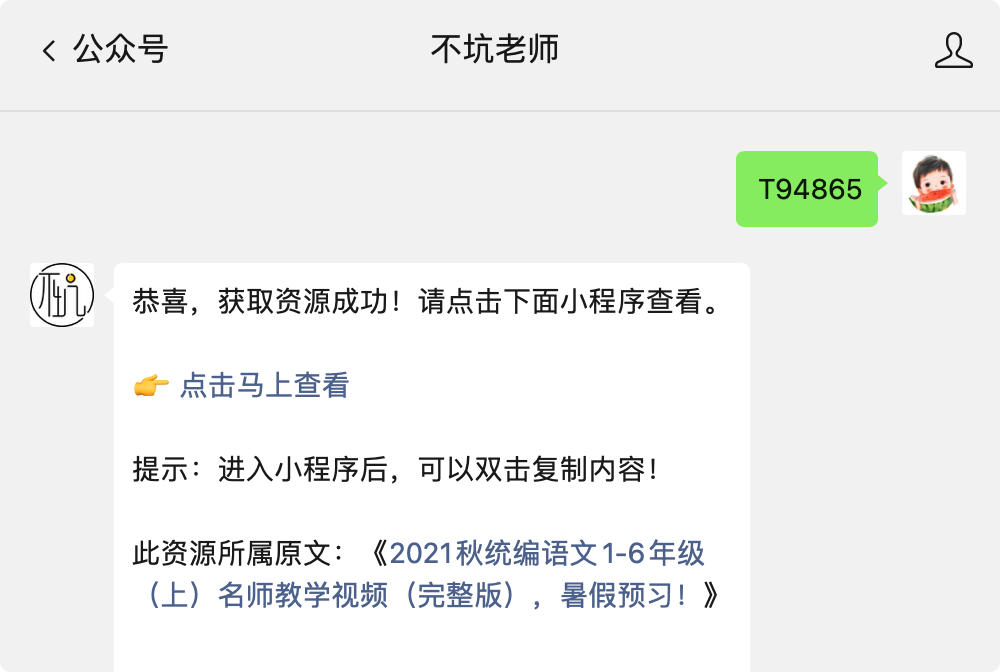 公众号
不坑老师
T94865
不坑
恭喜，获取资源成功！请点击下面小程序查看。
👉 点击马上查看
提示：进入小程序后，可以双击复制内容！
此资源所属原文：《2021秋统编语文1-6年级
（上）名师教学视频（完整版），暑假预习！》